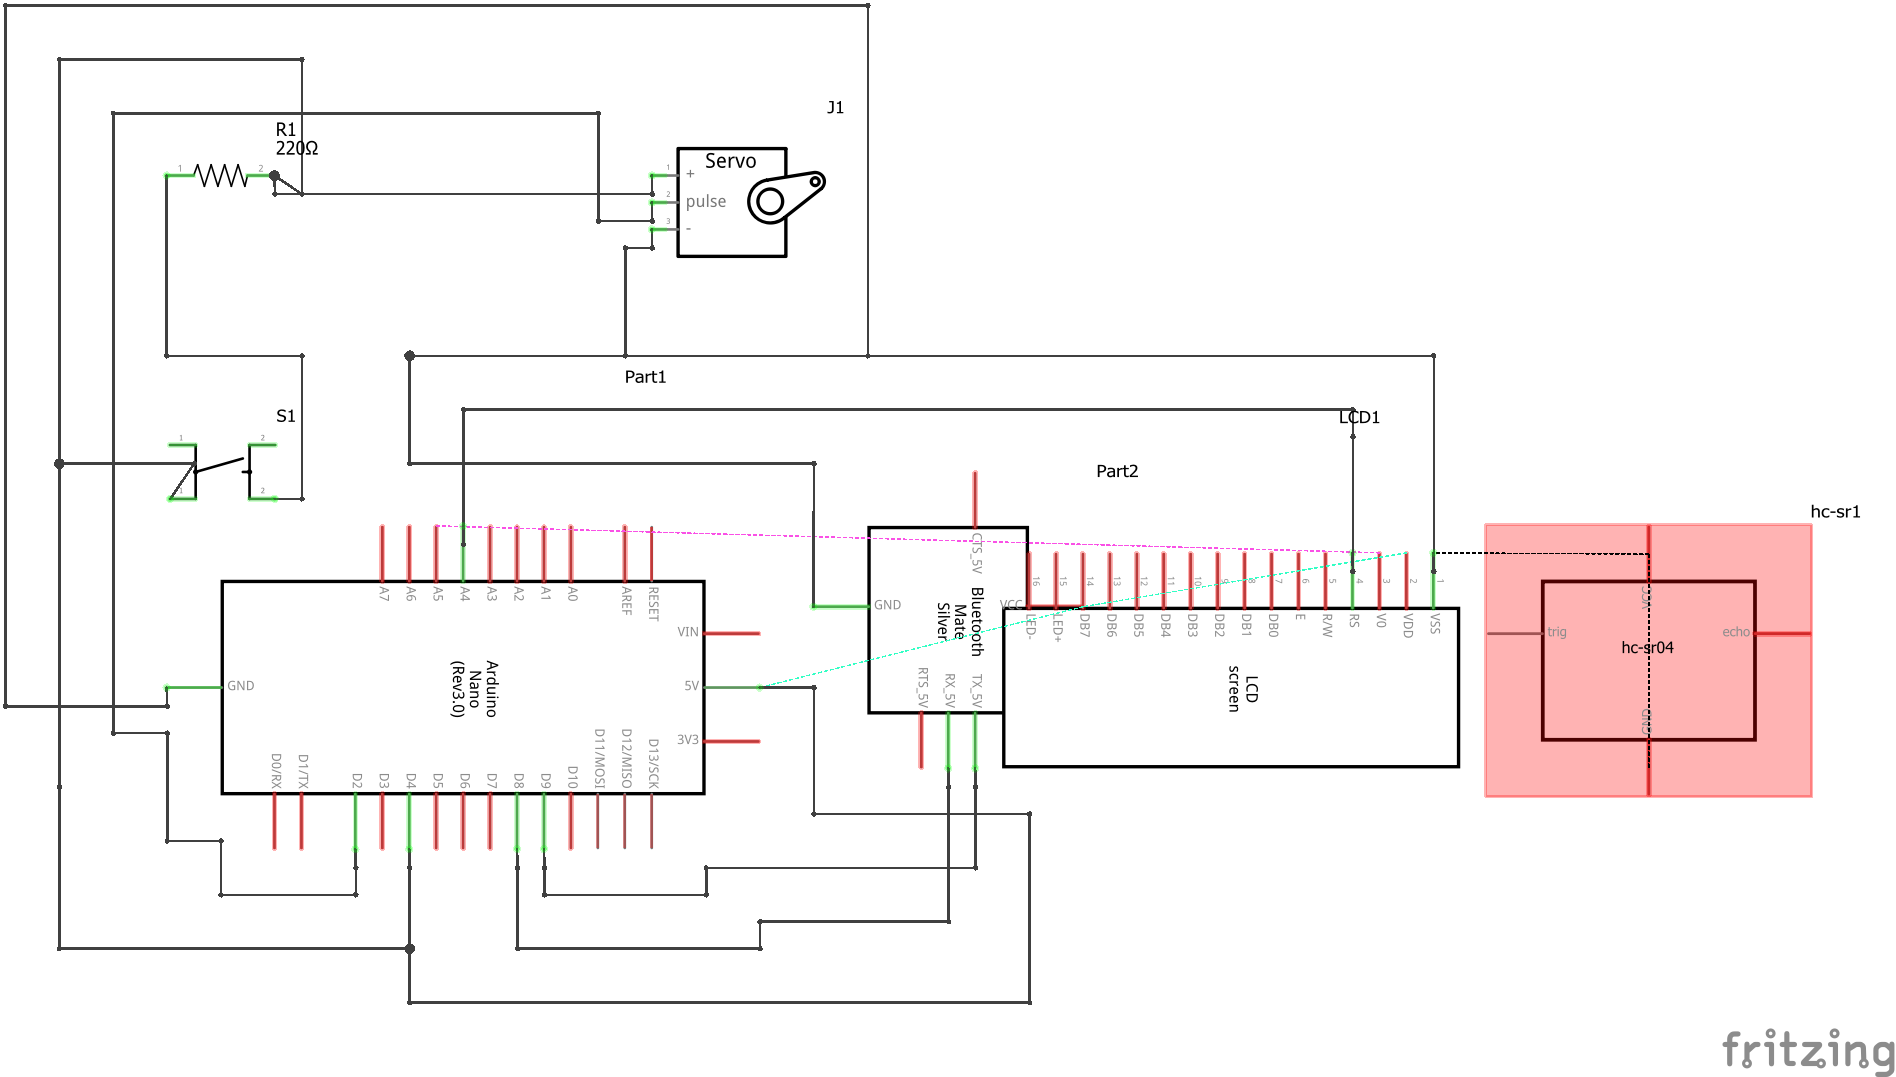 J1
R1
220Ω
1
2
Servo
1
+
2
pulse
3
-
Part1
S1
1
2
1
2
LCD1
Part2
hc-sr1
A7
A6
A5
A4
A3
A2
A1
A0
AREF
RESET
VIN
5V
3V3
GND
Arduino
Nano
(Rev3.0)
D0/RX
D1/TX
D2
D3
D4
D5
D6
D7
D8
D9
D10
D11/MOSI
D12/MISO
D13/SCK
CTS_5V
GND
VCC
Bluetooth
Mate
Silver
RTS_5V
RX_5V
TX_5V
16
15
14
13
12
11
10
9
8
7
6
5
4
3
2
1
LED-
LED+
DB7
DB6
DB5
DB4
DB3
DB2
DB1
DB0
E
R/W
RS
V0
VDD
VSS
LCD
screen
trig
echo
hc-sr04
GND
fritzing